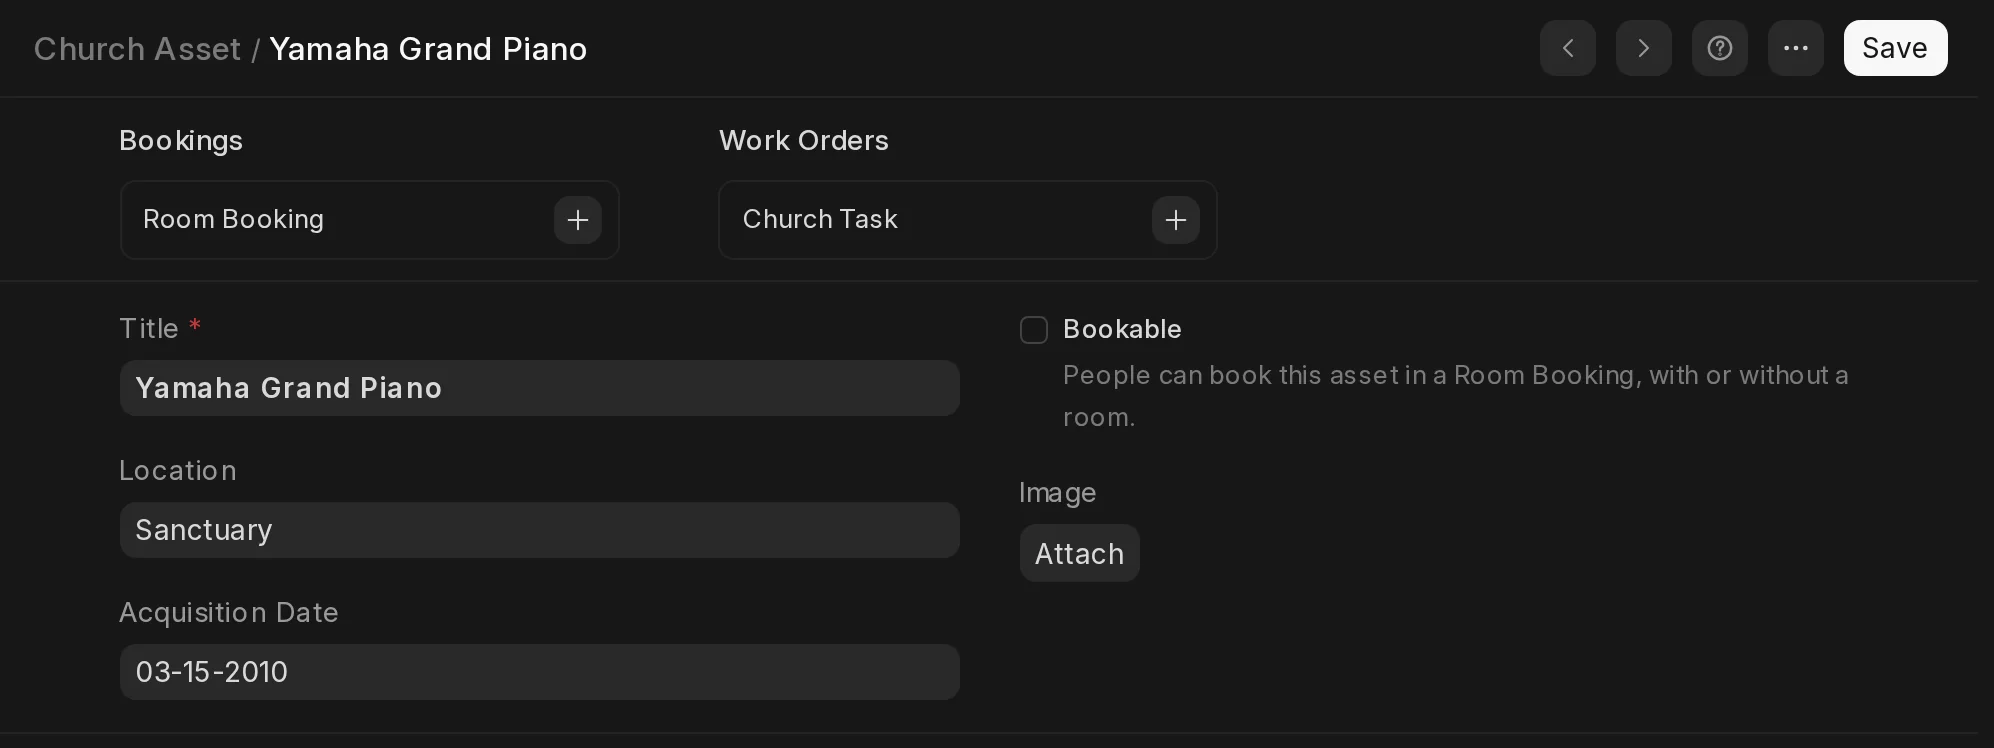 Church Asset / Yamaha Grand Piano
Save
Bookings
Work Orders
Room Booking
Church Task
Title *
Yamaha Grand Piano
Location
Sanctuary
Acquisition Date
03-15-2010
Bookable
People can book this asset in a Room Booking, with or without a
room.
Image
Attach